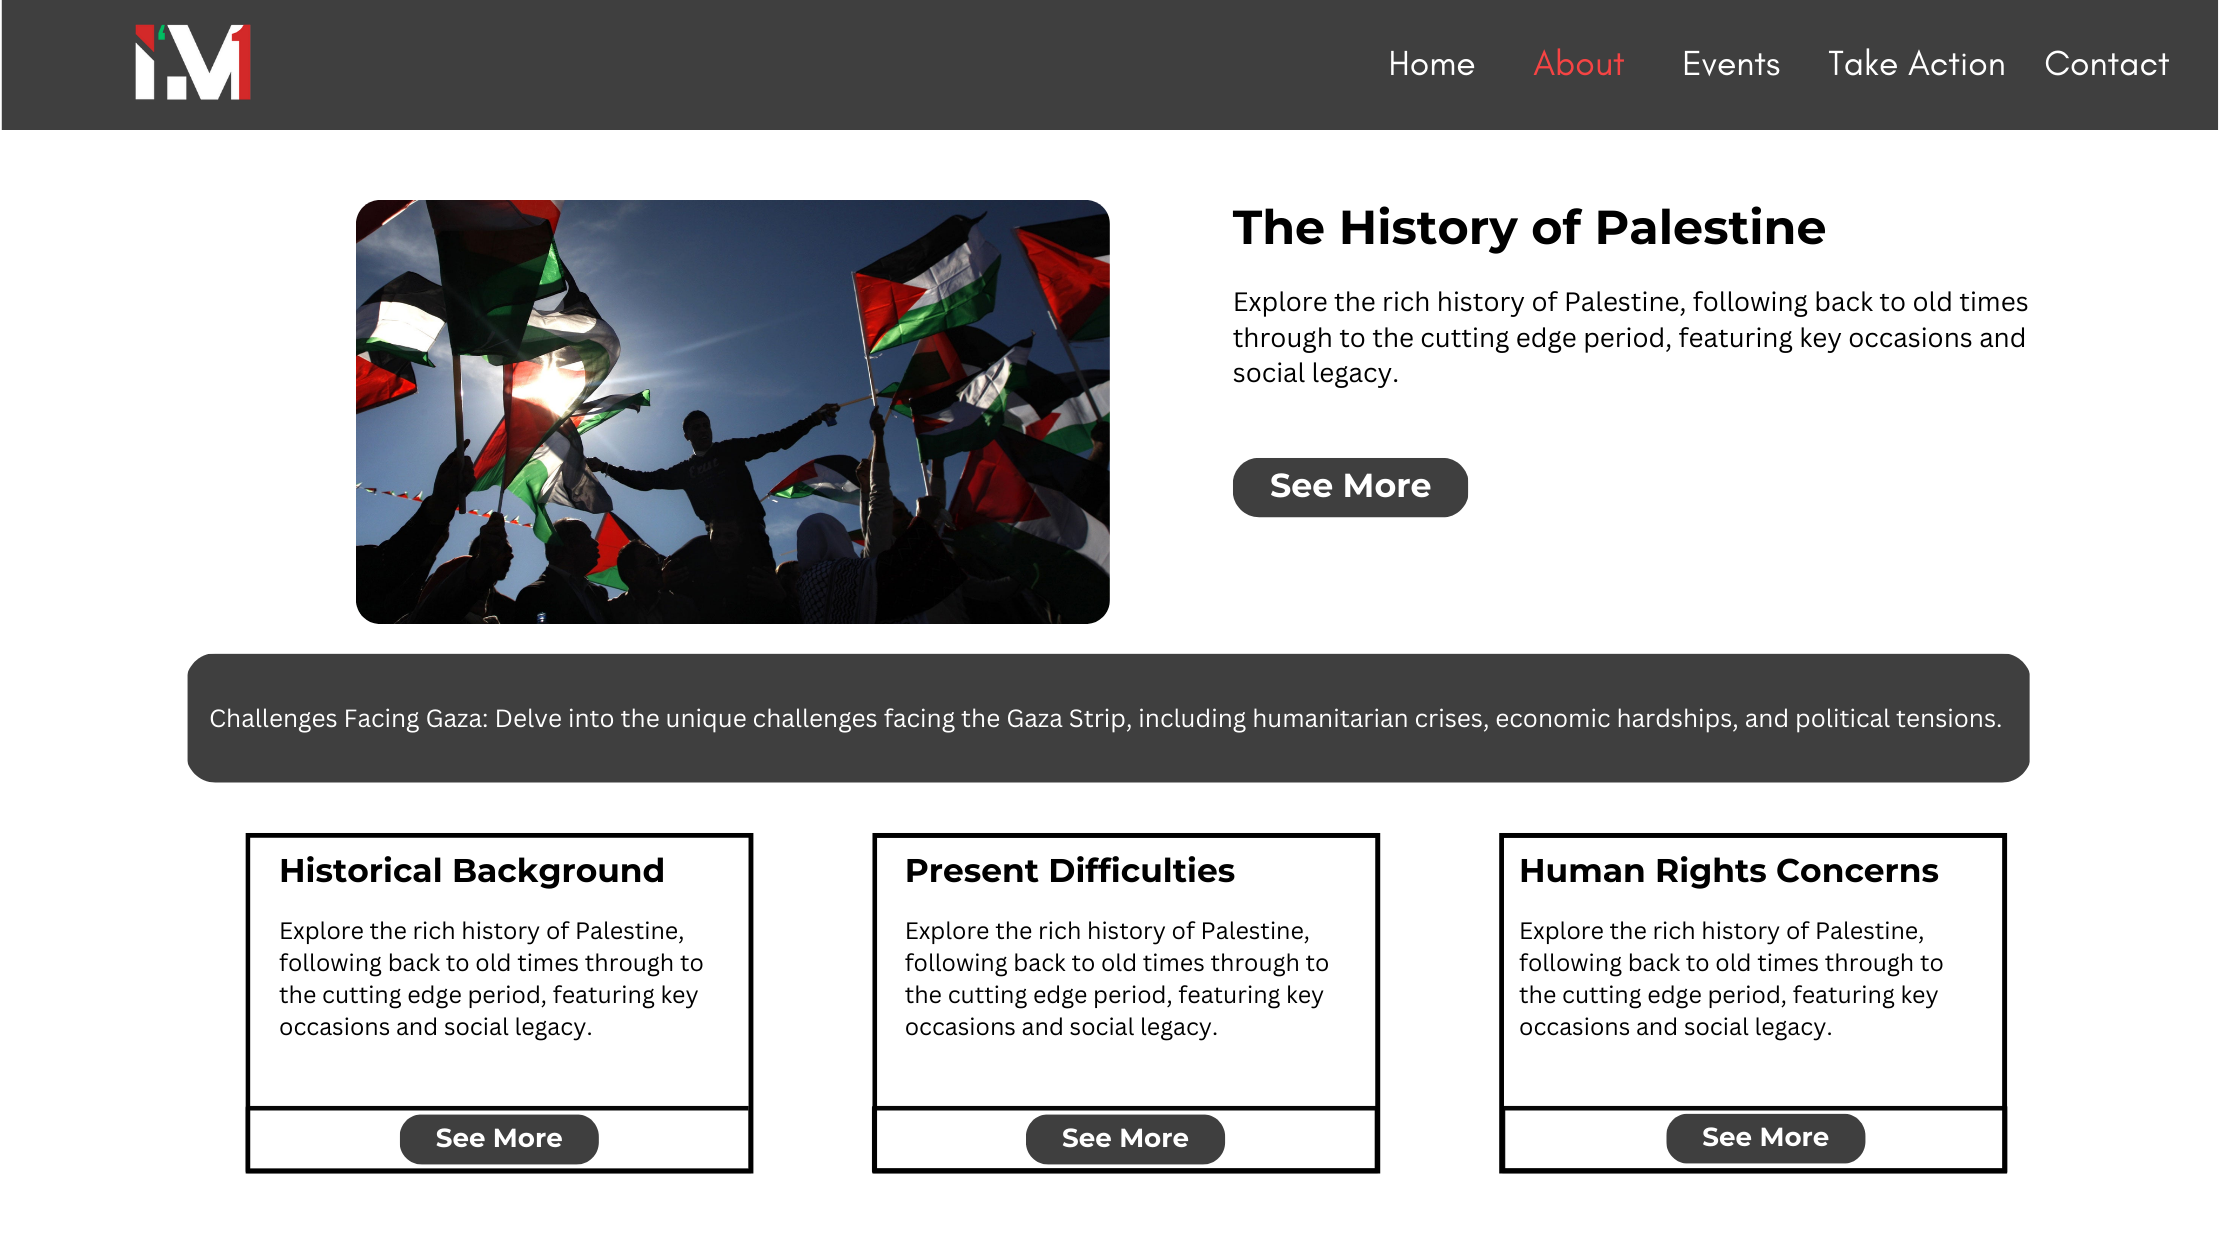 i'M1
Home About Events Take Action Contact
The History of Palestine
Explore the rich history of Palestine, following back to old times
through to the cutting edge period, featuring key occasions and
social legacy.
See More
Challenges Facing Gaza: Delve into the unique challenges facing the Gaza Strip, including humanitarian crises, economic hardships, and political tensions.
Historical Background
Explore the rich history of Palestine,
following back to old times through to
the cutting edge period, featuring key
occasions and social legacy.
See More
Present Difficulties
Explore the rich history of Palestine,
following back to old times through to
the cutting edge period, featuring key
occasions and social legacy.
See More
Human Rights Concerns
Explore the rich history of Palestine,
following back to old times through to
the cutting edge period, featuring key
occasions and social legacy.
See More